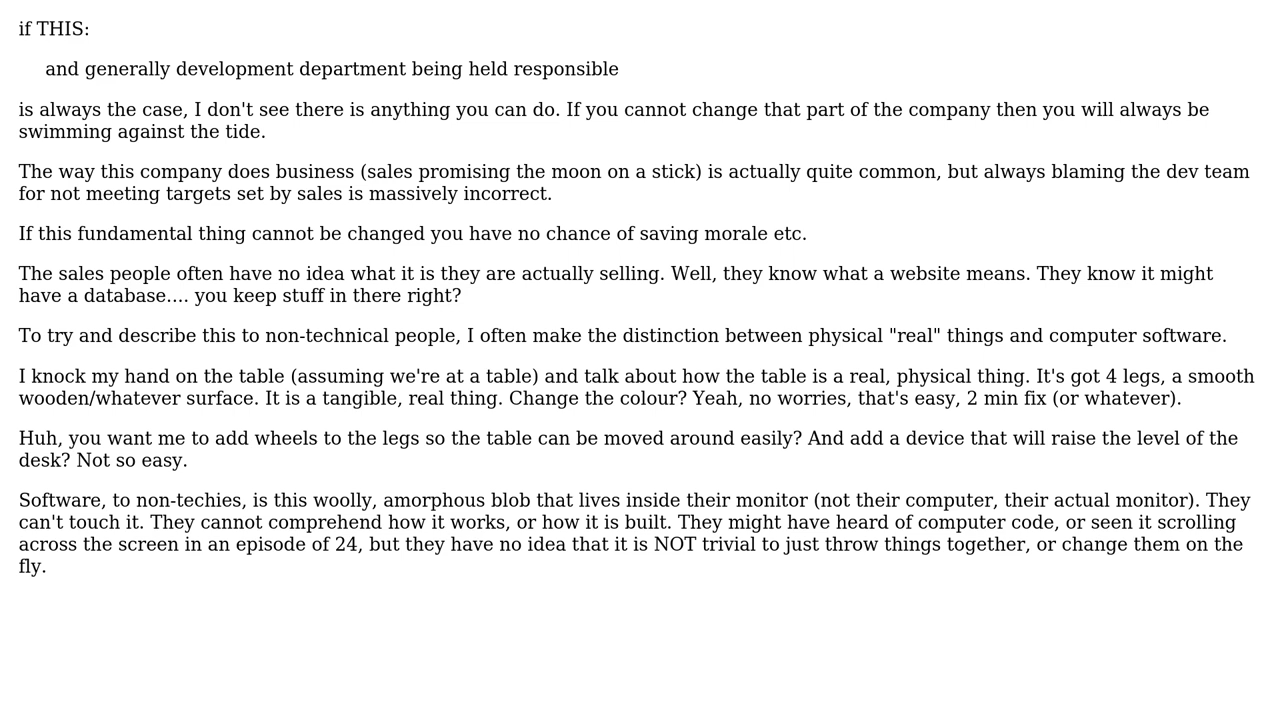 if THIS:
and generally development department being held responsible
is always the case, I don't see there is anything you can do. If you cannot change that part of the company then you will always be
swimming against the tide.
The way this company does business (sales promising the moon on a stick) is actually quite common, but always blaming the dev team
for not meeting targets set by sales is massively incorrect.
If this fundamental thing cannot be changed you have no chance of saving morale etc.
The sales people often have no idea what it is they are actually selling. Well, they know what a website means. They know it might
have a database.... you keep stuff in there right?
To try and describe this to non-technical people, I often make the distinction between physical "real" things and computer software.
I knock my hand on the table (assuming we're at a table) and talk about how the table is a real, physical thing. It's got 4 legs, a smooth
wooden/whatever surface. It is a tangible, real thing. Change the colour? Yeah, no worries, that's easy, 2 min fix (or whatever).
Huh, you want me to add wheels to the legs so the table can be moved around easily? And add a device that will raise the level of the
desk? Not so easy.
Software, to non-techies, is this woolly, amorphous blob that lives inside their monitor (not their computer, their actual monitor). They
can't touch it. They cannot comprehend how it works, or how it is built. They might have heard of computer code, or seen it scrolling
across the screen in an episode of 24, but they have no idea that it is NOT trivial to just throw things together, or change them on the
fly.